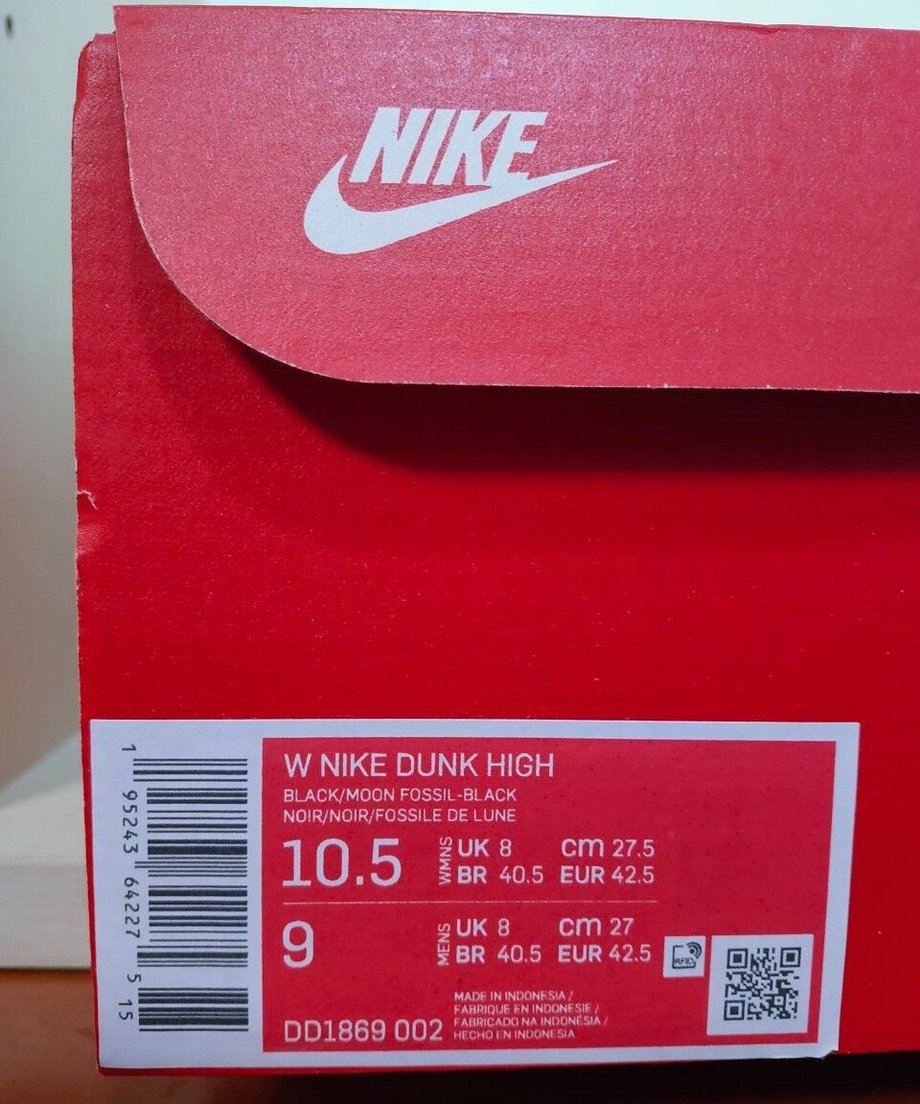 NIKE
W NIKE DUNK HIGH
BLACK/MOON FOSSIL-BLACK
NOIR/NOIR/FOSSILE DE LUNE
10.5 WMNS UK 8 cm 27.5
BR 40.5 EUR 42.5
9 MENS UK 8 cm 27
BR 40.5 EUR 42.5
RFID
MADE IN INDONESIA /
FABRIQUE EN INDONESIE /
FABRICADO NA INDONÉSIA /
HECHO EN INDONESIA
DD1869 002
1 95243 64227 5 15